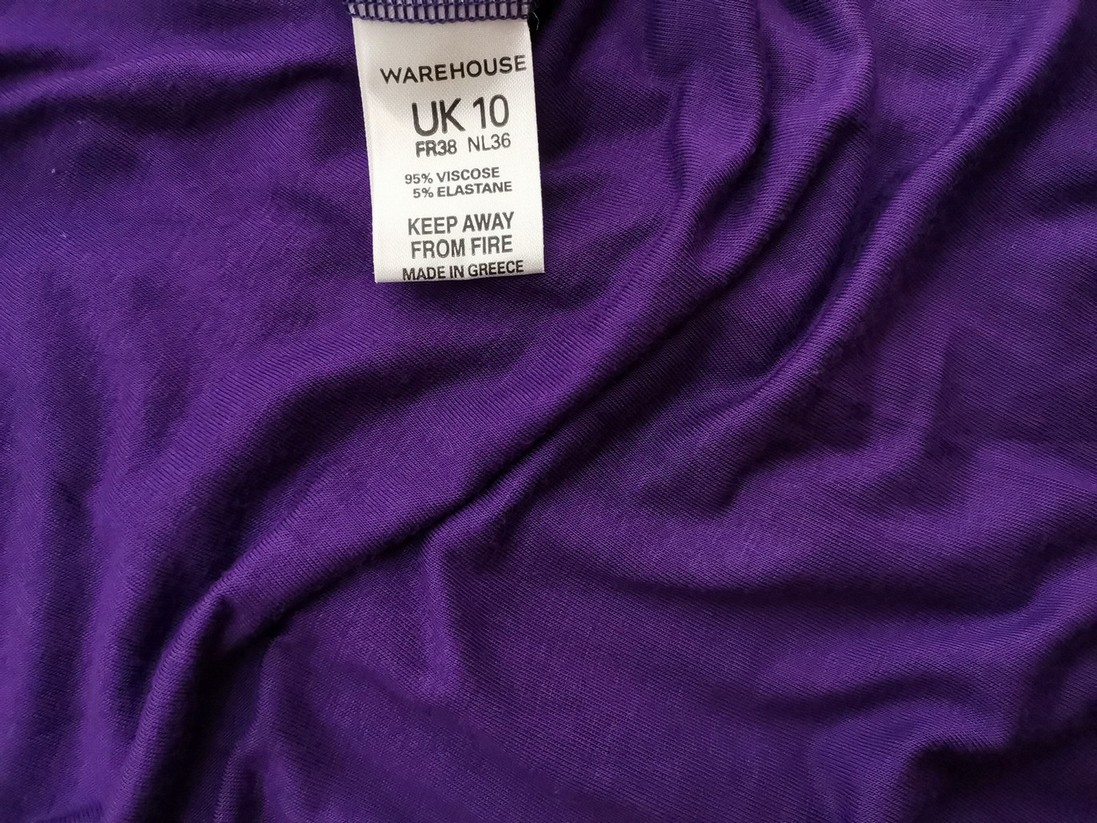 WAREHOUSE
UK 10
FR38 NL36
95% VISCOSE
5% ELASTANE
KEEP AWAY
FROM FIRE
MADE IN GREECE